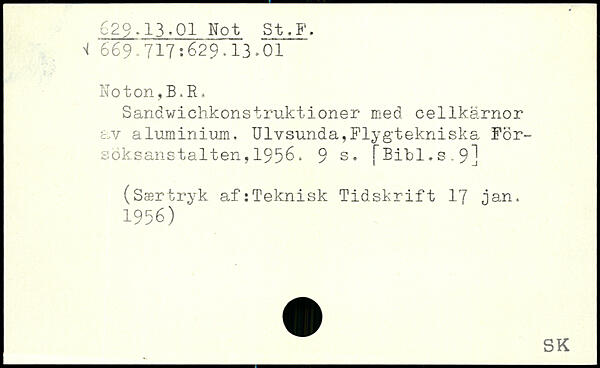 629.13.01 Not St.F.
√ 669.717:629.13.01
Noton,B.R.
Sandwichkonstruktioner med cellkärnor
av aluminium. Ulvsunda,Flygtekniska För-
söksanstalten,1956. 9 s. [Bibl.s.9]
(Særtryk af:Teknisk Tidskrift 17 jan.
1956)
SK